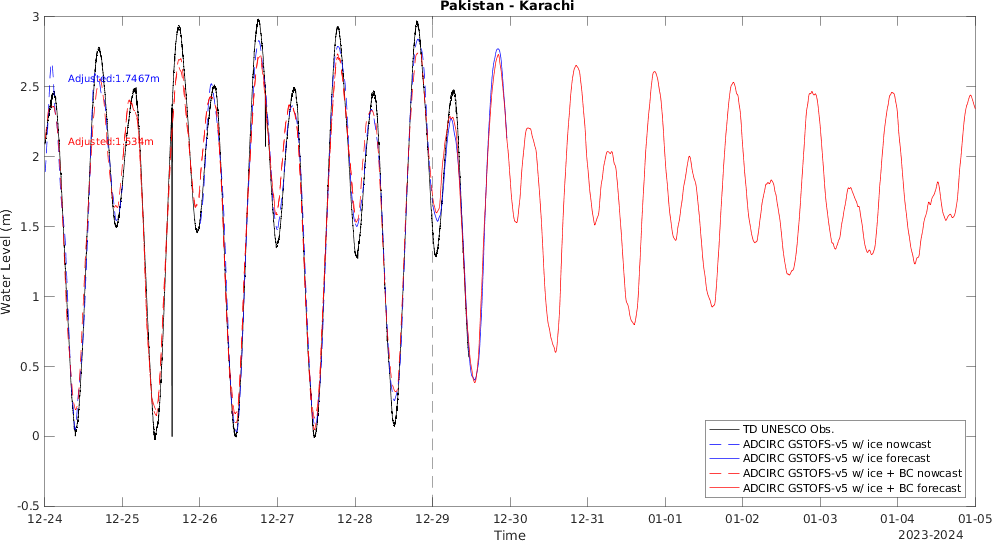 Pakistan - Karachi
Water Level (m)
3
2.5
2
1.5
1
0.5
0
-0.5
Adjusted:1.7467m
Adjusted:1.634m
TD UNESCO Obs.
ADCIRC GSTOFS-v5 w/ ice nowcast
ADCIRC GSTOFS-v5 w/ ice forecast
ADCIRC GSTOFS-v5 w/ ice + BC nowcast
ADCIRC GSTOFS-v5 w/ ice + BC forecast
12-24 12-25 12-26 12-27 12-28 12-29 12-30 12-31 01-01 01-02 01-03 01-04 01-05
Time
2023-2024